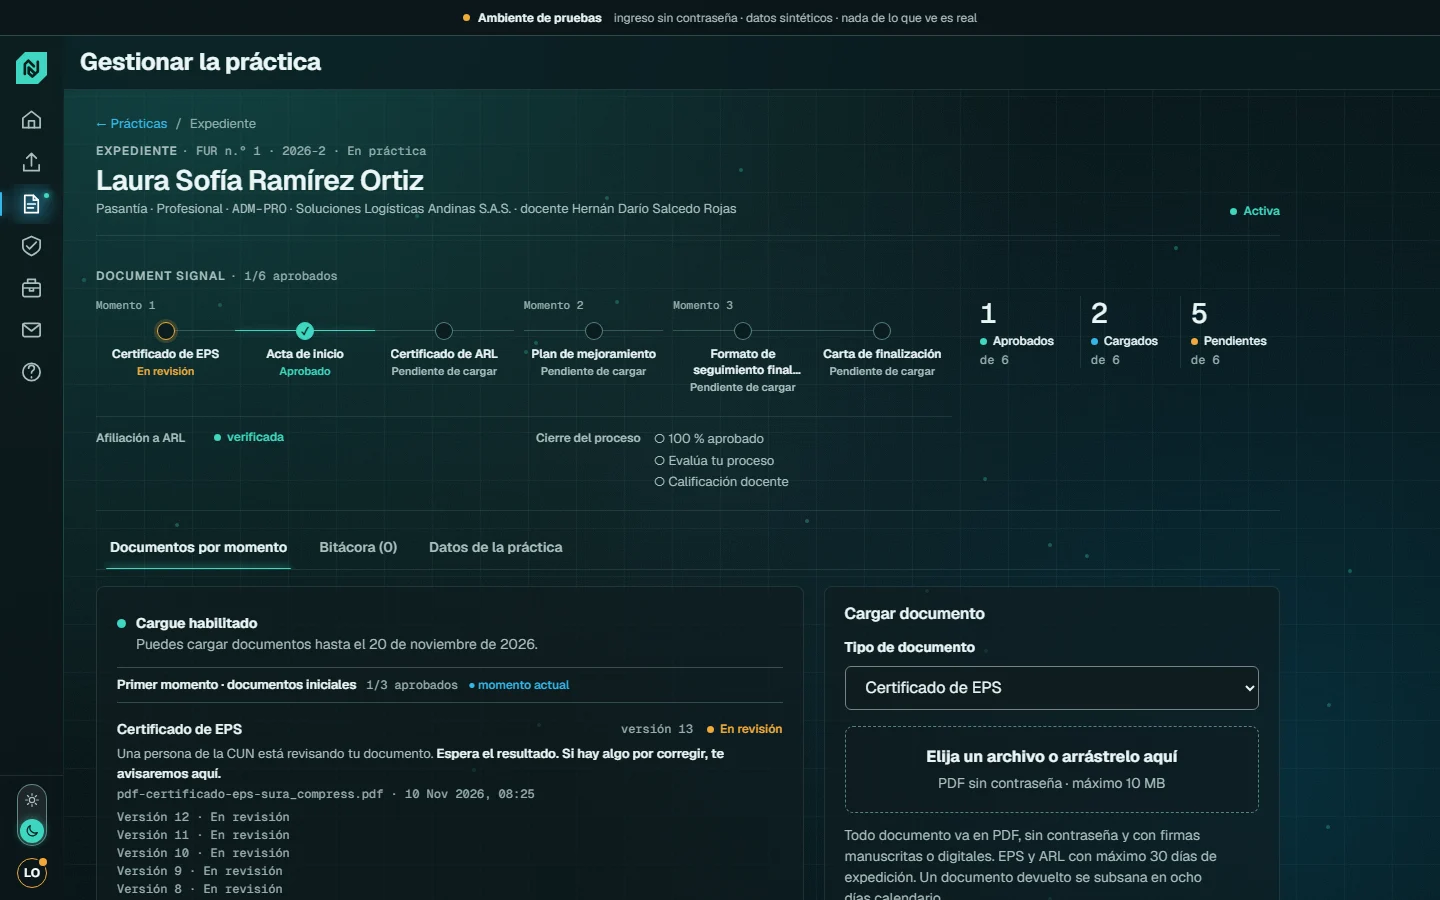 Ambiente de pruebas ingreso sin contraseña · datos sintéticos · nada de lo que ve es real
Gestionar la práctica
← Prácticas / Expediente
EXPEDIENTE · FUR n.º 1 · 2026-2 · En práctica
Laura Sofía Ramírez Ortiz
Pasantía · Profesional · ADM-PRO · Soluciones Logísticas Andinas S.A.S. · docente Hernán Darío Salcedo Rojas
Activa
DOCUMENT SIGNAL · 1/6 aprobados
Momento 1
Certificado de EPS
En revisión
Acta de inicio
Aprobado
Certificado de ARL
Pendiente de cargar
Momento 2
Plan de mejoramiento
Pendiente de cargar
Momento 3
Formato de
seguimiento final...
Pendiente de cargar
Carta de finalización
Pendiente de cargar
1
Aprobados
de 6
2
Cargados
de 6
5
Pendientes
de 6
Afiliación a ARL verificada
Cierre del proceso
100 % aprobado
Evalúa tu proceso
Calificación docente
Documentos por momento Bitácora (0) Datos de la práctica
Cargue habilitado
Puedes cargar documentos hasta el 20 de noviembre de 2026.
Primer momento · documentos iniciales 1/3 aprobados momento actual
Certificado de EPS versión 13 En revisión
Una persona de la CUN está revisando tu documento. Espera el resultado. Si hay algo por corregir, te
avisaremos aquí.
pdf-certificado-eps-sura_compress.pdf · 10 Nov 2026, 08:25
Versión 12 · En revisión
Versión 11 · En revisión
Versión 10 · En revisión
Versión 9 · En revisión
Versión 8 · En revisión
Cargar documento
Tipo de documento
Certificado de EPS
Elija un archivo o arrástrelo aquí
PDF sin contraseña · máximo 10 MB
Todo documento va en PDF, sin contraseña y con firmas
manuscritas o digitales. EPS y ARL con máximo 30 días de
expedición. Un documento devuelto se subsana en ocho
días calendario
LO